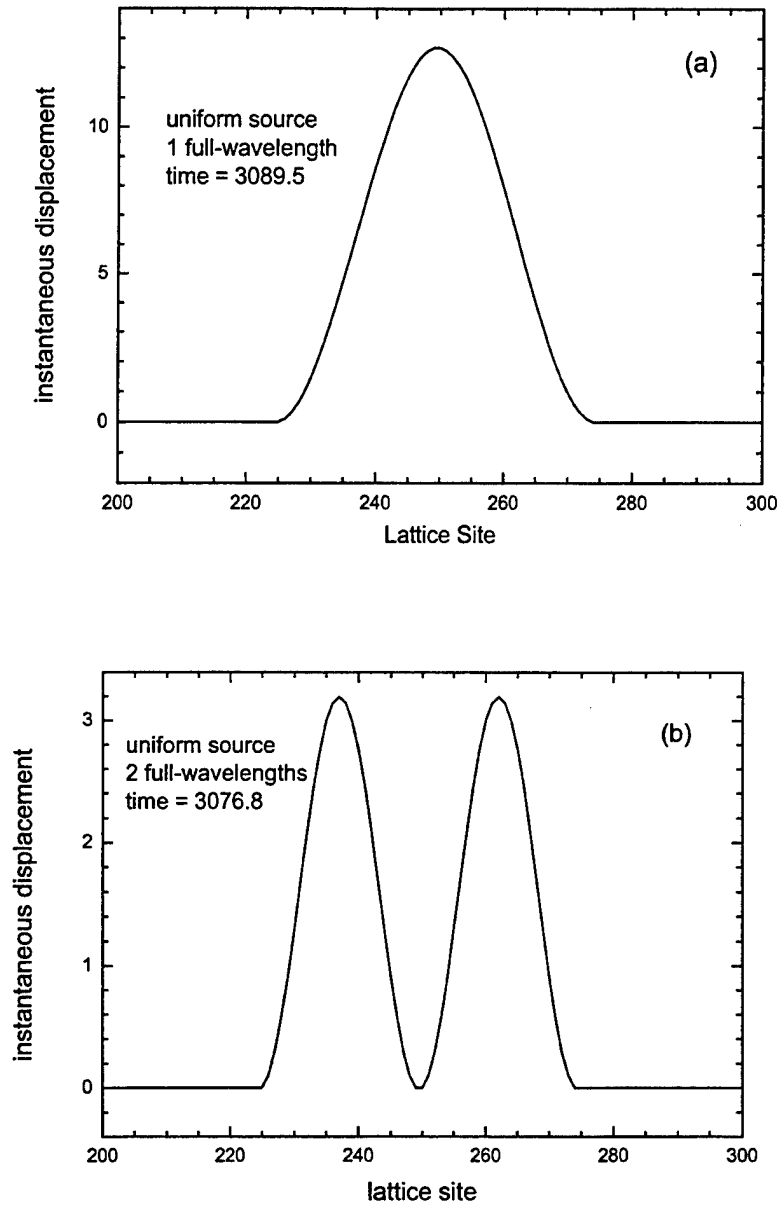 (a)
uniform source
1 full-wavelength
time = 3089.5
instantaneous displacement
10
5
0
200 220 240 260 280 300
Lattice Site
(b)
uniform source
2 full-wavelengths
time = 3076.8
instantaneous displacement
3
2
1
0
200 220 240 260 280 300
lattice site